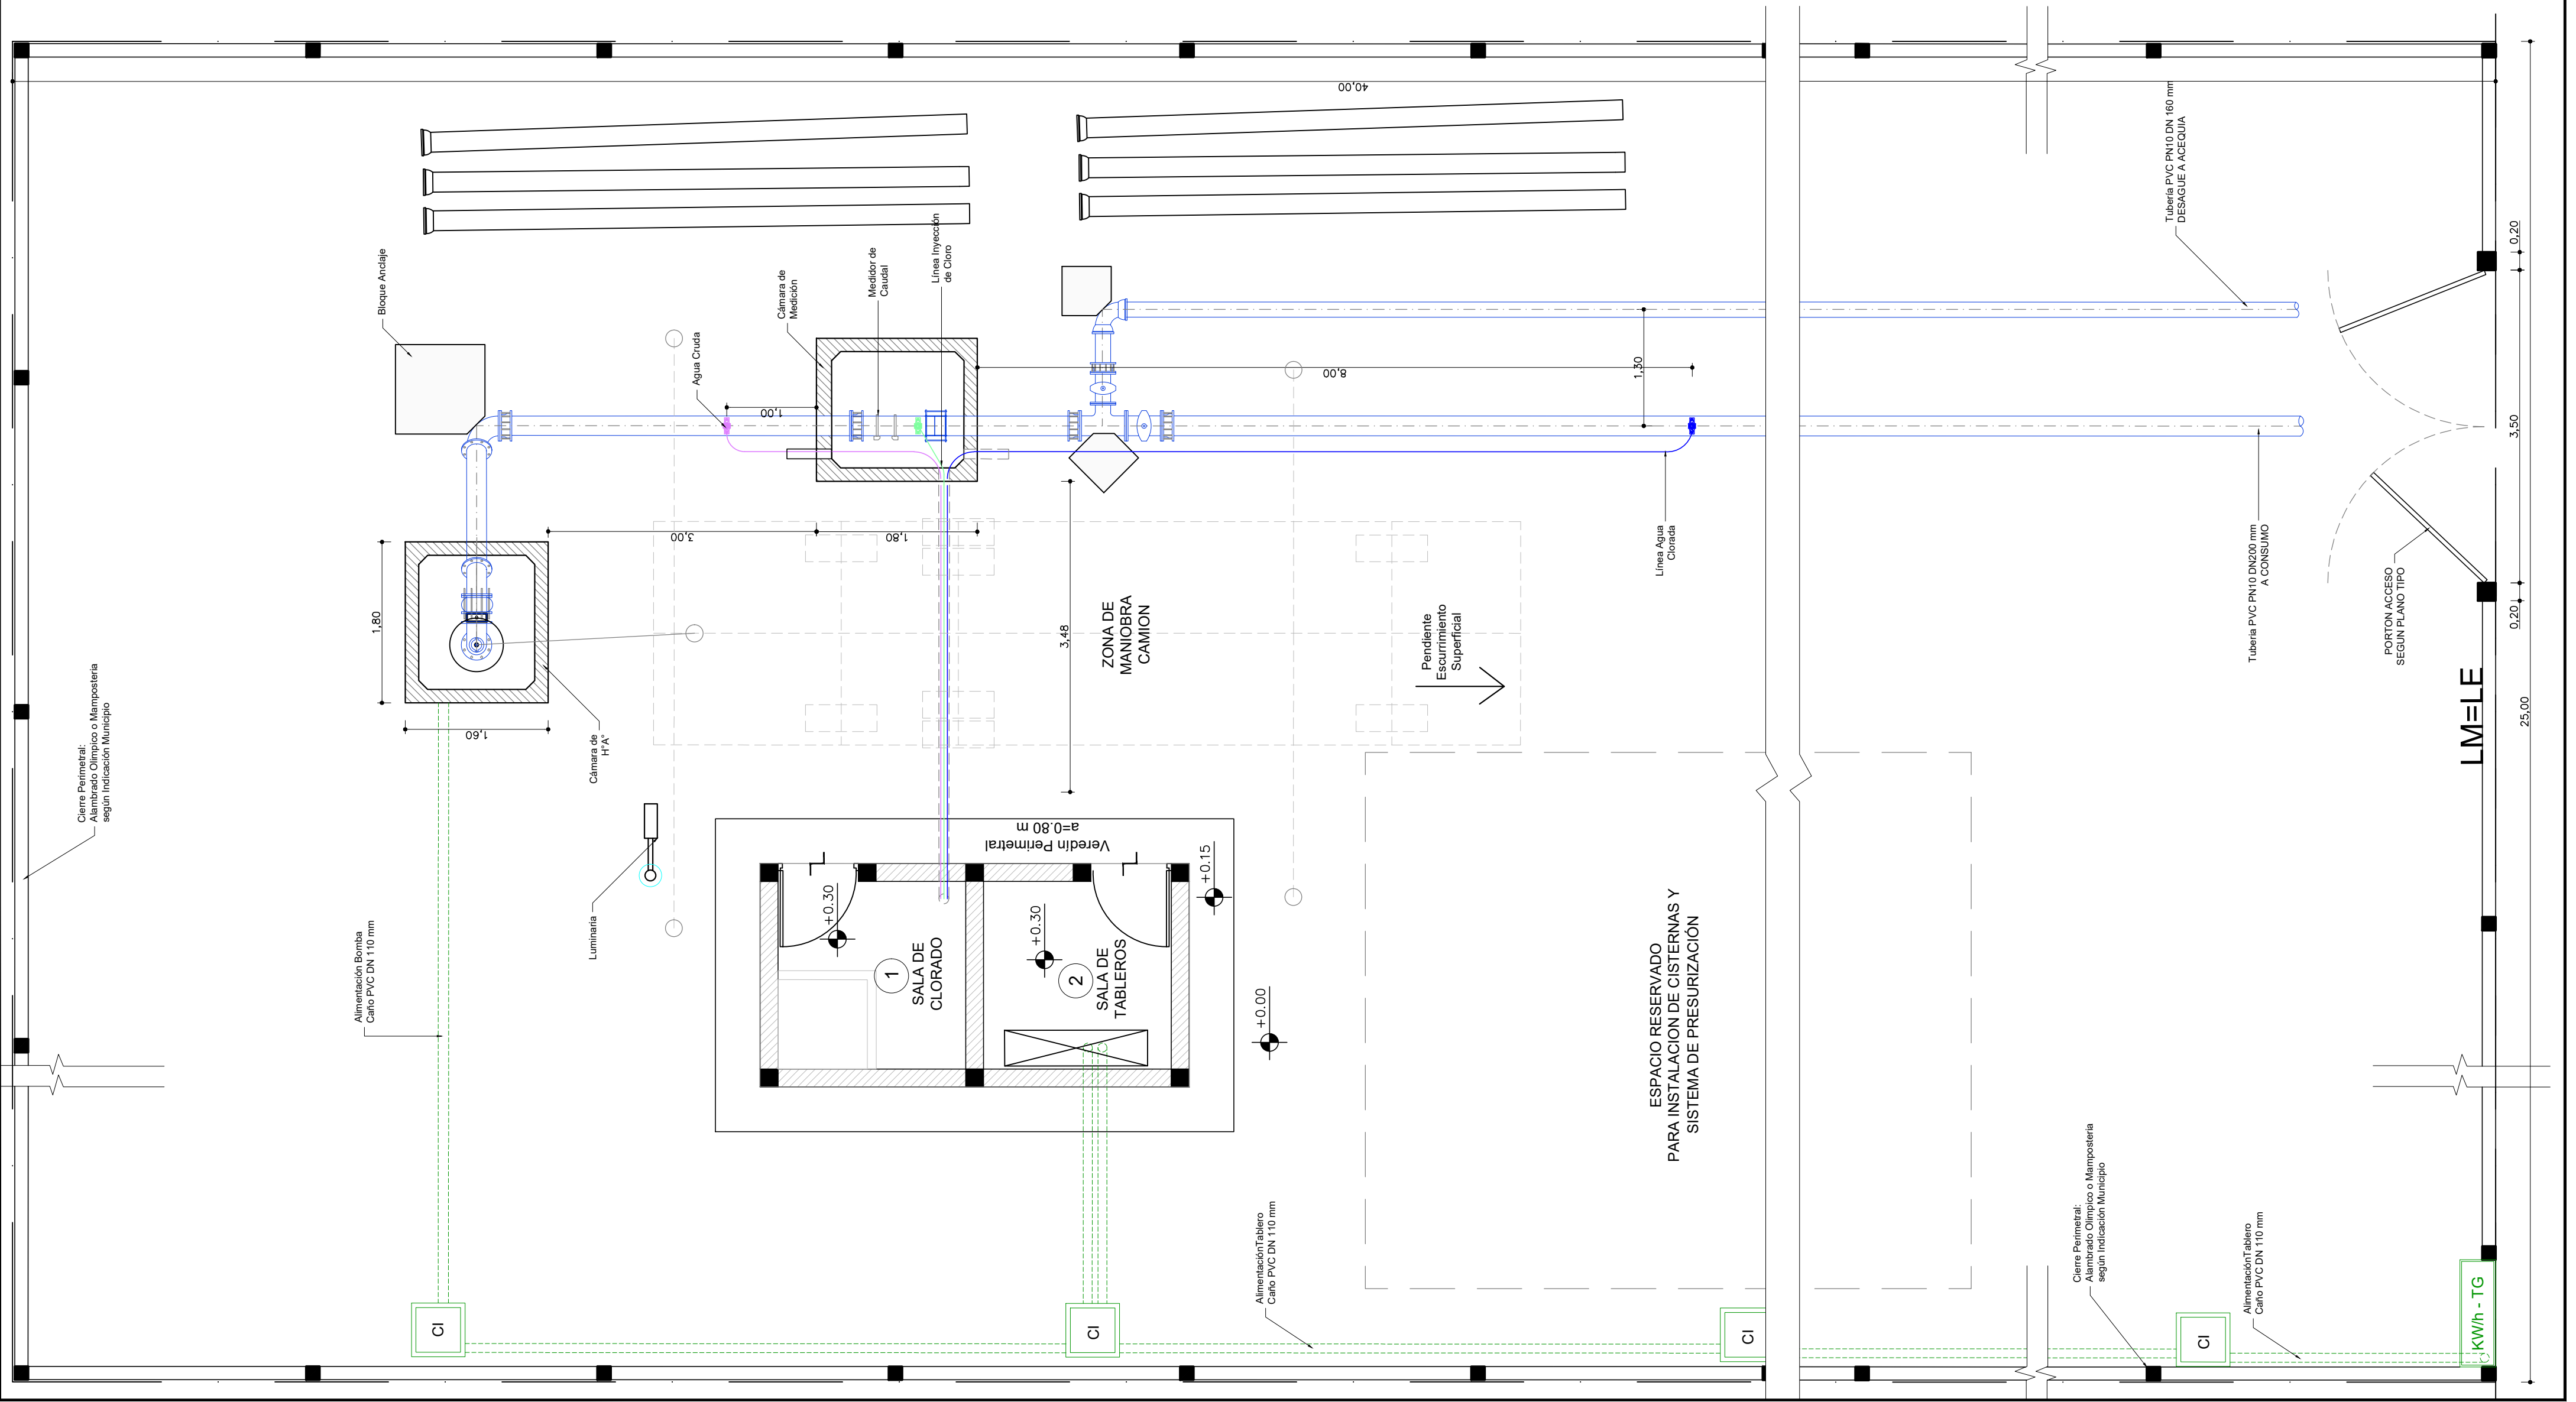 40,00
Bloque Anclaje
Agua Cruda
Cámara de
Medición
Medidor de
Caudal
Línea Inyección
de Cloro
Tubería PVC PN10 DN 160 mm
DESAGUE A ACEQUIA
0,20
1,00
8,00
1,30
3,50
3,00
1,80
1,80
1,60
3,48
ZONA DE
MANIOBRA
CAMION
Pendiente
Escurrimiento
Superficial
Línea Agua
Clorada
Tubería PVC PN10 DN200 mm
A CONSUMO
PORTON ACCESO
SEGUN PLANO TIPO
0,20
LM=LE
25,00
Cierre Perimetral:
Alambrado Olímpico o Mampostería
según Indicación Municipio
Cámara de
H°A°
Luminaria
Alimentación Bomba
Caño PVC DN 110 mm
Veredín Perimetral
a=0.80 m
+0.30
1
SALA DE
CLORADO
+0.30
2
SALA DE
TABLEROS
+0.15
+0.00
ESPACIO RESERVADO
PARA INSTALACION DE CISTERNAS Y
SISTEMA DE PRESURIZACIÓN
AlimentaciónTablero
Caño PVC DN 110 mm
Cierre Perimetral:
Alambrado Olímpico o Mampostería
según Indicación Municipio
AlimentaciónTablero
Caño PVC DN 110 mm
CI
CI
CI
CI
KW/h - TG